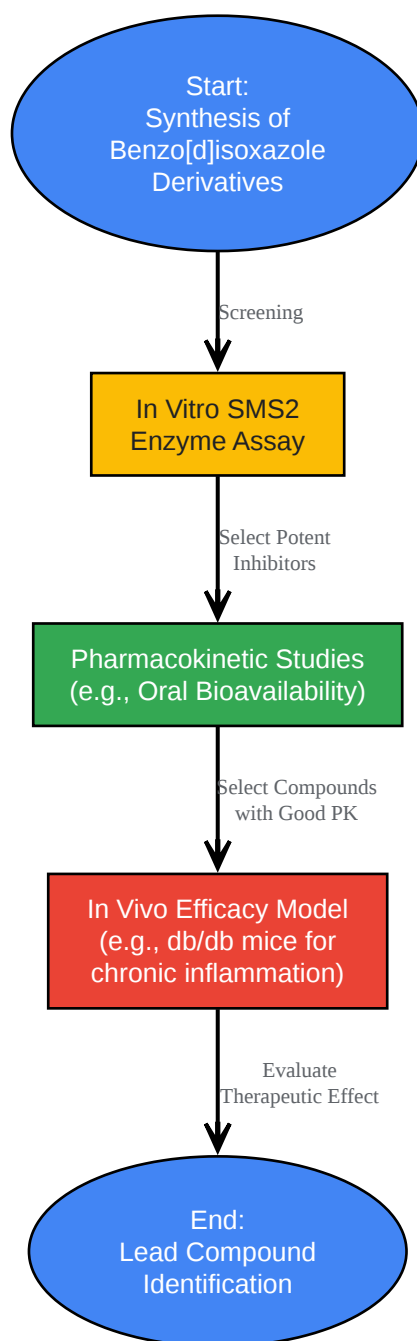 Start:
Synthesis of
Benzo[d]isoxazole
Derivatives
Screening
In Vitro SMS2
Enzyme Assay
Select Potent
Inhibitors
Pharmacokinetic Studies
(e.g., Oral Bioavailability)
Select Compounds
with Good PK
In Vivo Efficacy Model
(e.g., db/db mice for
chronic inflammation)
Evaluate
Therapeutic Effect
End:
Lead Compound
Identification